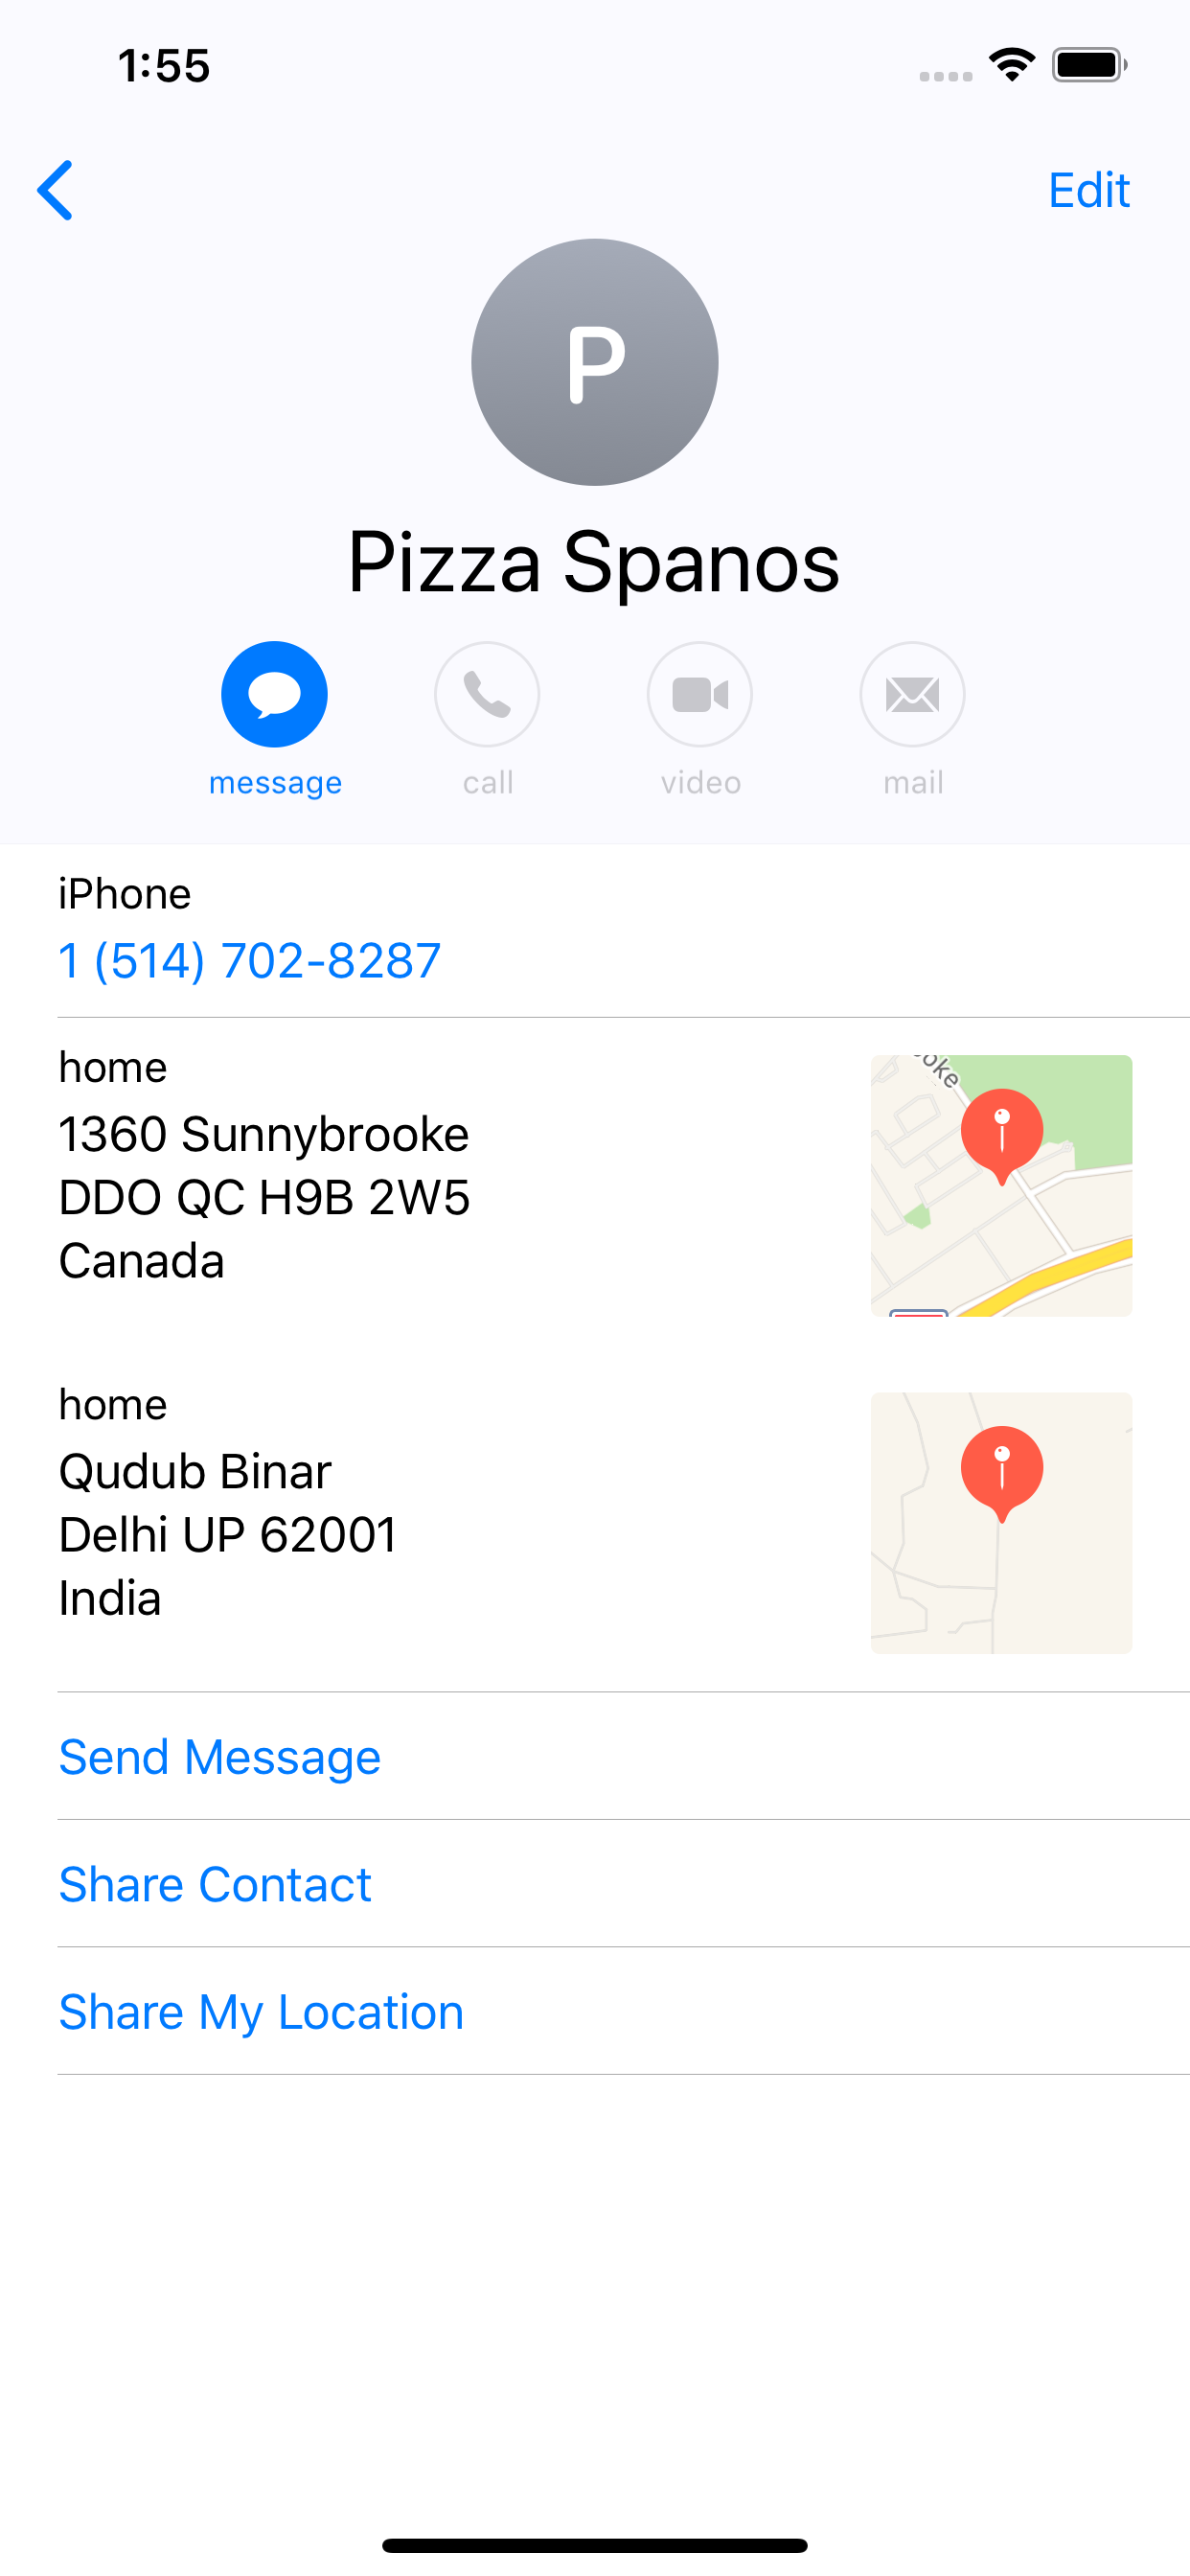 1:55
Edit
P
Pizza Spanos
message
call
video
mail
iPhone
1 (514) 702-8287
home
1360 Sunnybrooke
DDO QC H9B 2W5
Canada
home
Qudub Binar
Delhi UP 62001
India
Send Message
Share Contact
Share My Location